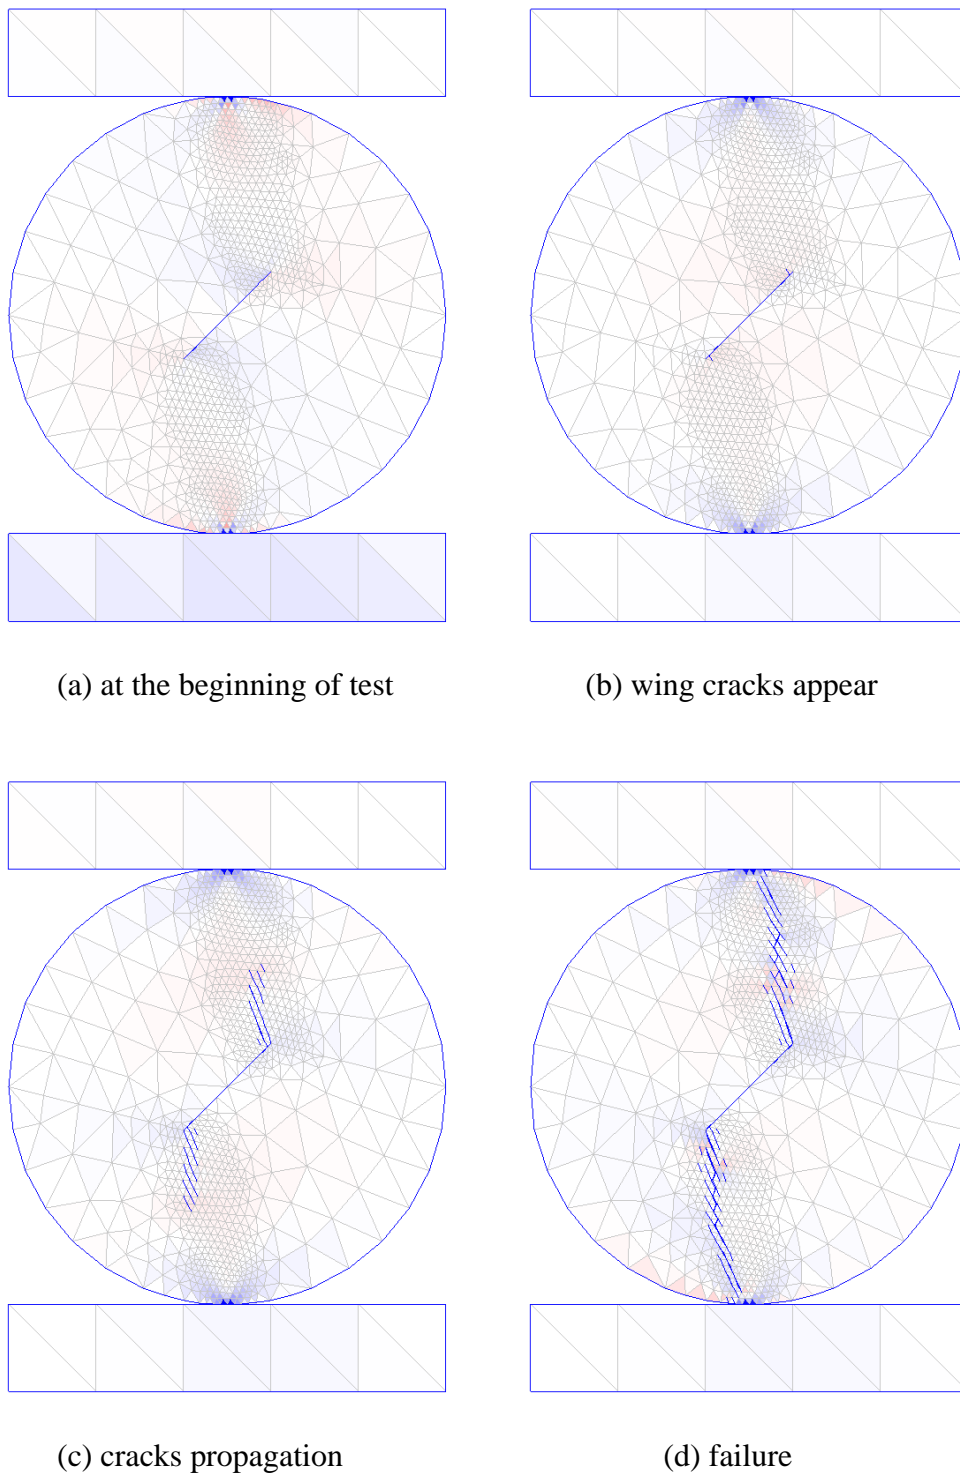 (a) at the beginning of test
(b) wing cracks appear
(c) cracks propagation
(d) failure